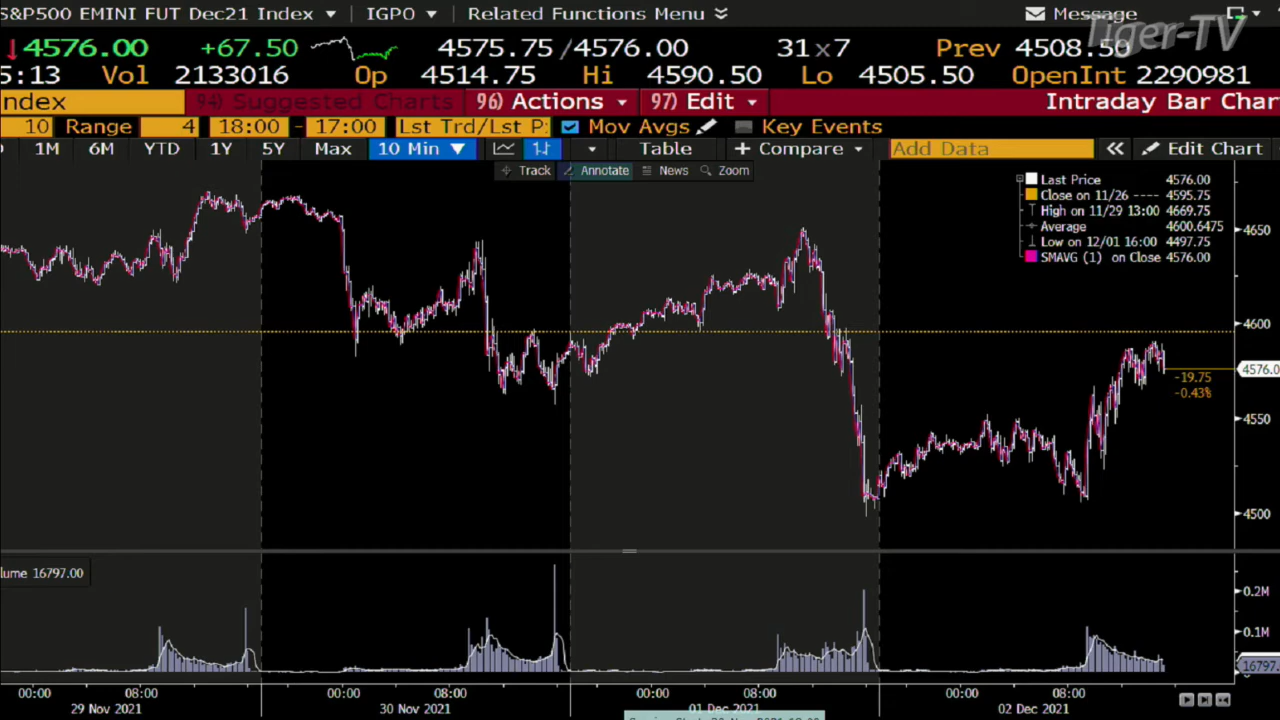 S&P500 EMINI FUT Dec21 Index IGPO Related Functions Menu Message
Tiger-TV
4576.00 +67.50 4575.75 /4576.00 31x7 Prev 4508.50
5:13 Vol 2133016 Op 4514.75 Hi 4590.50 Lo 4505.50 OpenInt 2290981
ndex 94) Suggested Charts 96) Actions 97) Edit Intraday Bar Char
10 Range 4 18:00 - 17:00 Lst Trd/Lst P: Mov Avgs Key Events
1M 6M YTD 1Y 5Y Max 10 Min Table + Compare Add Data Edit Chart
Track Annotate News Zoom
Last Price 4576.00
Close on 11/26 ---- 4595.75
High on 11/29 13:00 4669.75
Average 4600.6475
Low on 12/01 16:00 4497.75
SMAVG (1) on Close 4576.00
4650
4600
4576.0
-19.75
-0.43%
4550
4500
lume 16797.00
0.2M
0.1M
16797.
0
00:00 08:00 00:00 08:00 00:00 08:00 00:00 08:00
29 Nov 2021 30 Nov 2021 01 Dec 2021 02 Dec 2021